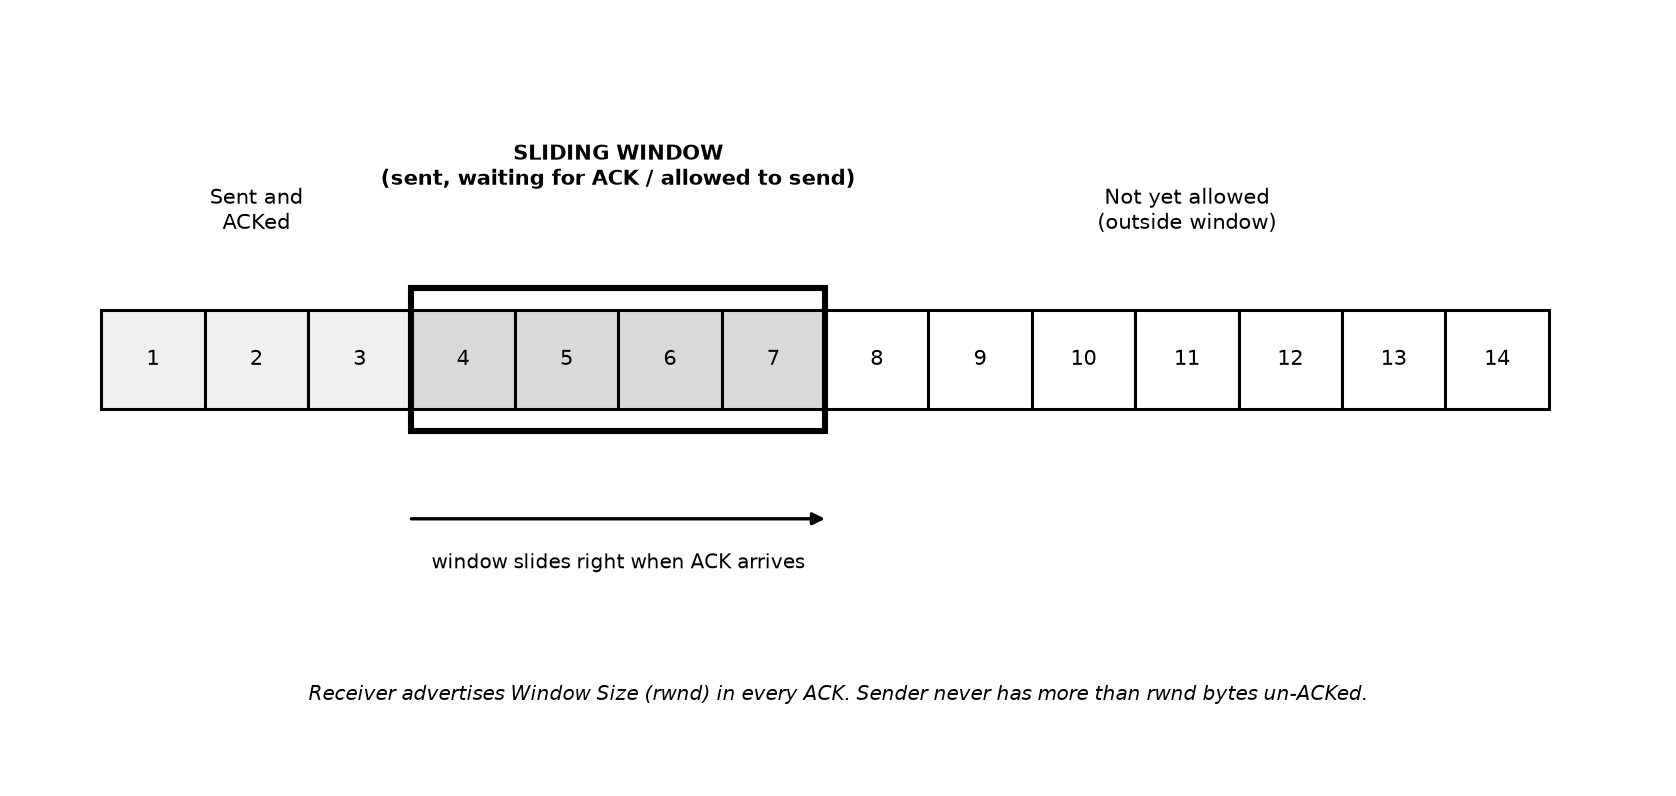 SLIDING WINDOW
(sent, waiting for ACK / allowed to send)
Sent and
ACKed
Not yet allowed
(outside window)
1 2 3 4 5 6 7 8 9 10 11 12 13 14
window slides right when ACK arrives
Receiver advertises Window Size (rwnd) in every ACK. Sender never has more than rwnd bytes un-ACKed.